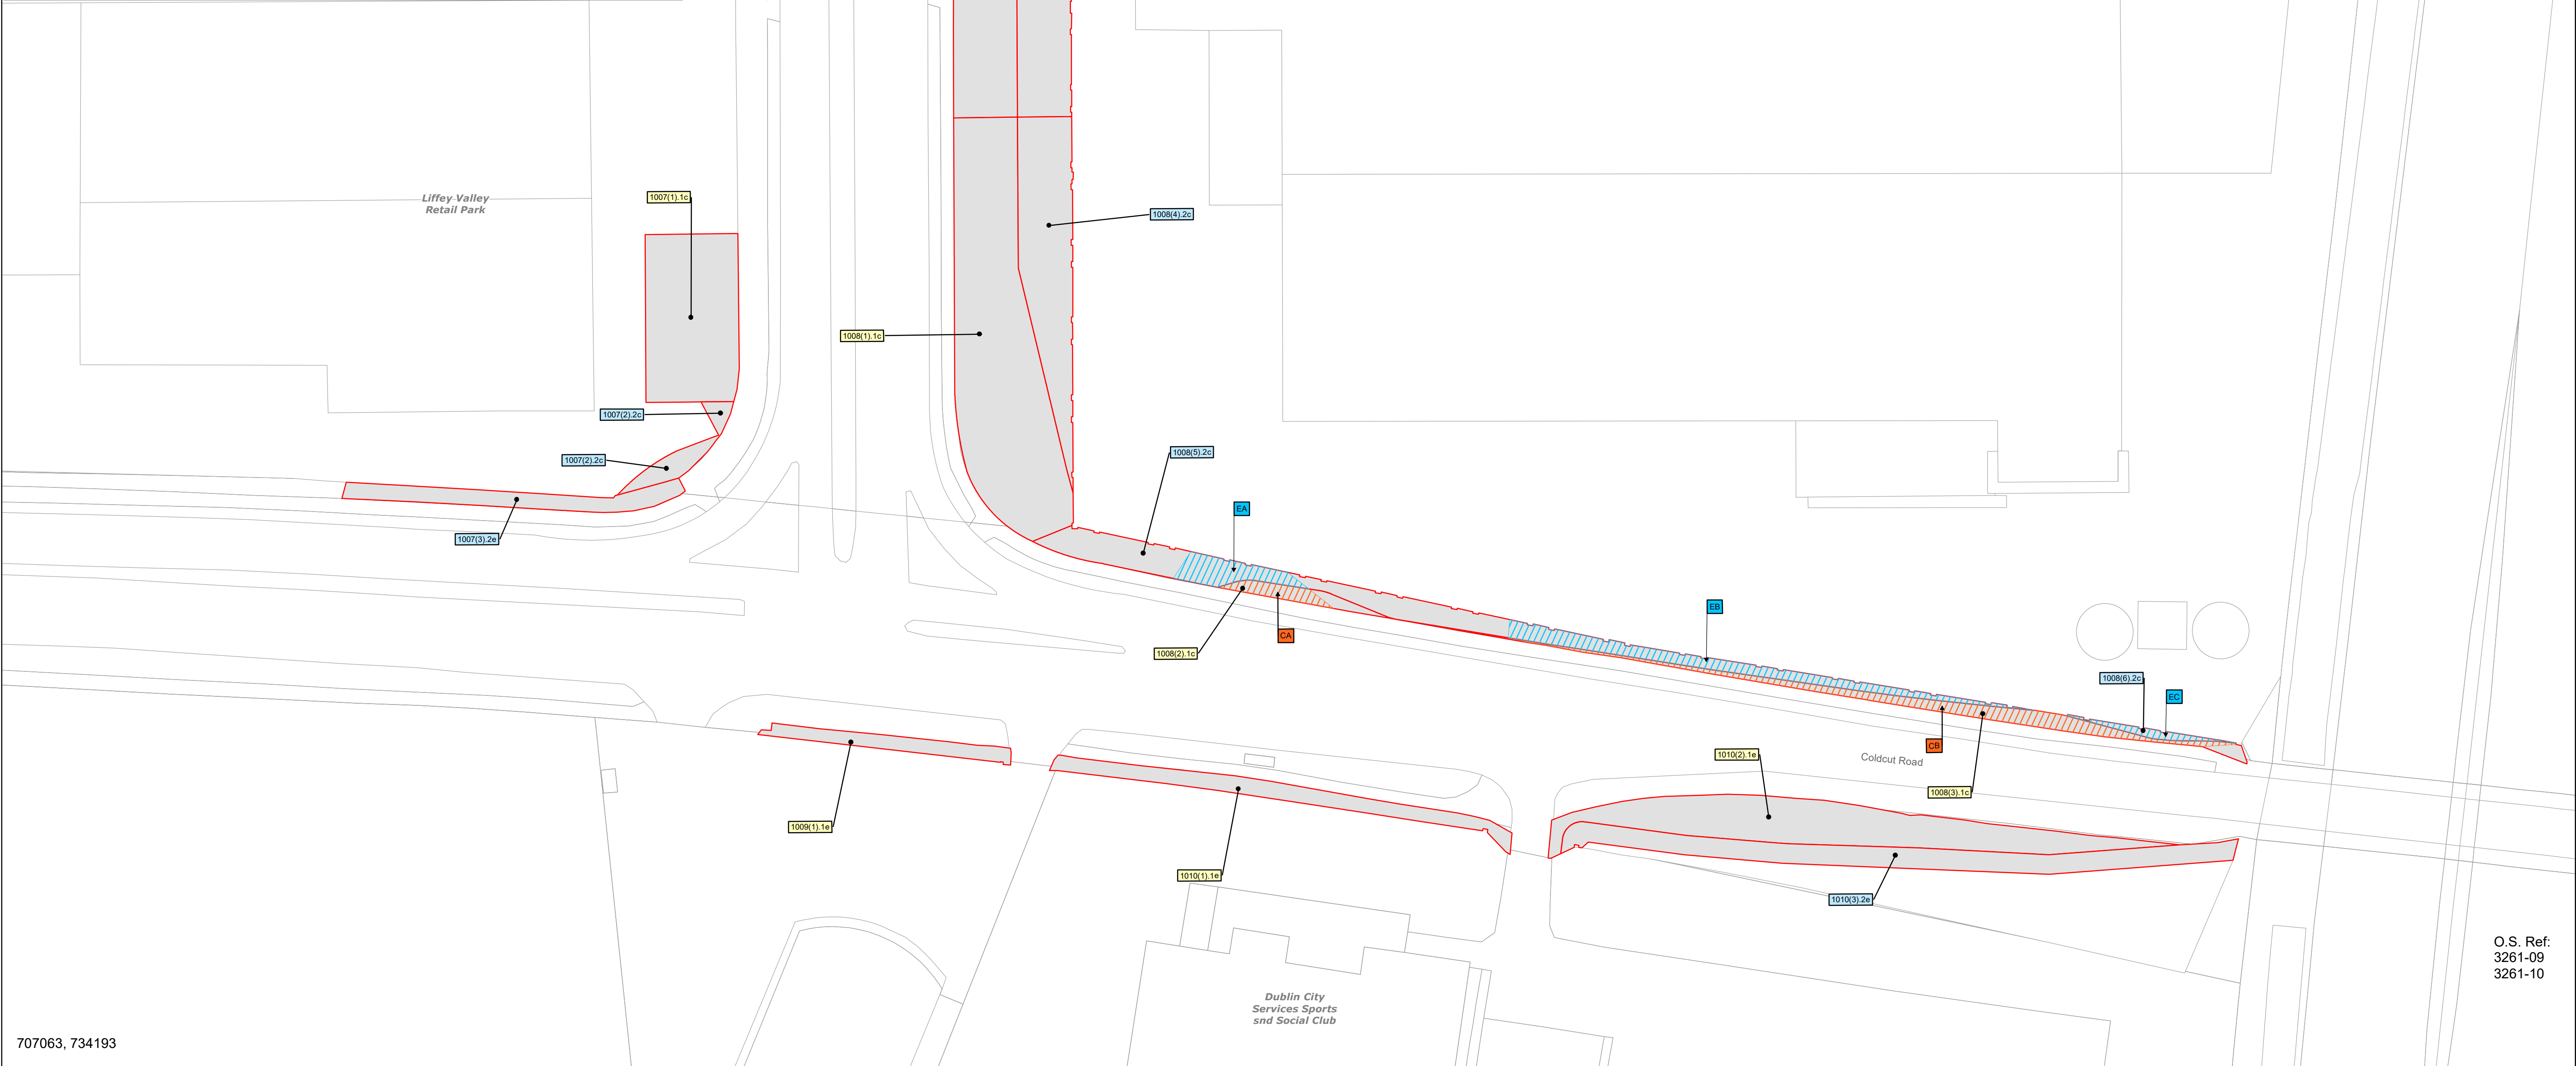 1007(1).1c
Liffey Valley
Retail Park
1008(4).2c
1008(1).1c
1007(2).2c
1007(2).2c
1008(5).2c
EA
1007(3).2e
EB
CA
1008(2).1c
1008(6).2c
EC
CB
1010(2).1e
Coldcut Road
1008(3).1c
1009(1).1e
1010(1).1e
1010(3).2e
O.S. Ref:
3261-09
3261-10
Dublin City
Services Sports
snd Social Club
707063, 734193